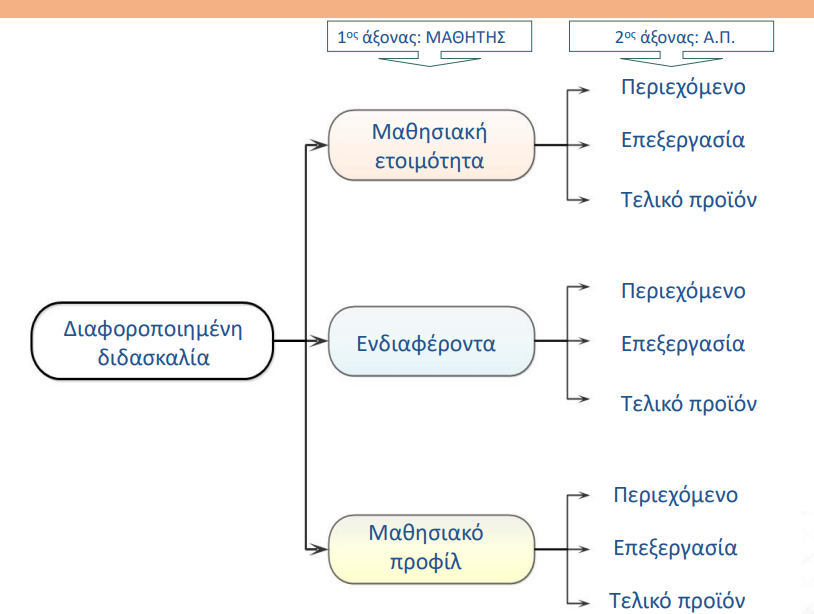 1ος άξονας: ΜΑΘΗΤΗΣ
2ος άξονας: Α.Π.
Διαφοροποιημένη
διδασκαλία
Μαθησιακή
ετοιμότητα
Περιεχόμενο
Επεξεργασία
Τελικό προϊόν
Ενδιαφέροντα
Περιεχόμενο
Επεξεργασία
Τελικό προϊόν
Μαθησιακό
προφίλ
Περιεχόμενο
Επεξεργασία
Τελικό προϊόν